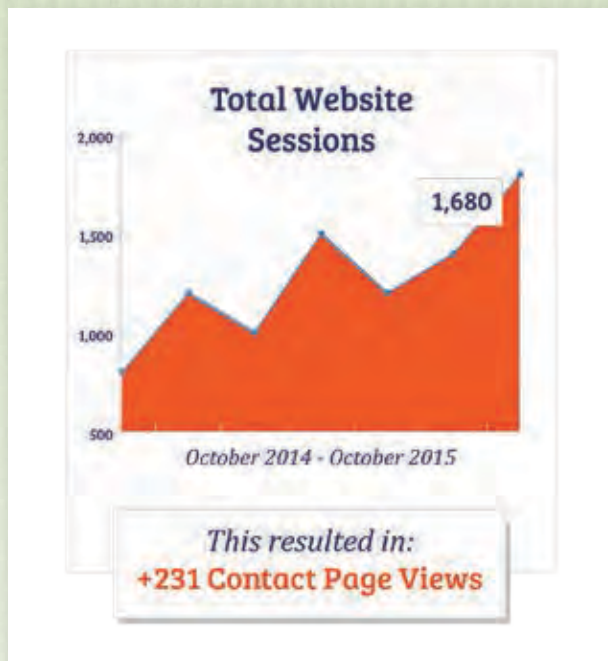 Total Website
Sessions
2,000
1,680
1,500
1,000
500
October 2014 - October 2015
This resulted in:
+231 Contact Page Views